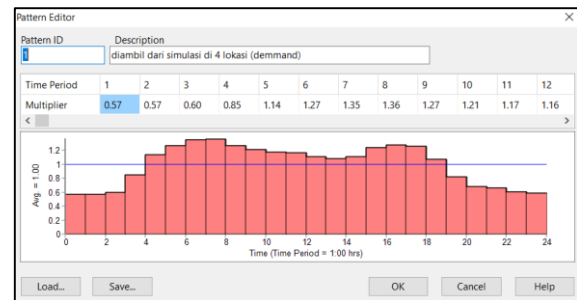 Pattern Editor
Pattern ID Description
1 diambil dari simulasi di 4 lokasi (demmand)
Time Period 1 2 3 4 5 6 7 8 9 10 11 12
Multiplier 0.57 0.57 0.60 0.85 1.14 1.27 1.35 1.36 1.27 1.21 1.17 1.16
Avg. = 1.00
1.2
1
0.8
0.6
0.4
0.2
0
0 2 4 6 8 10 12 14 16 18 20 22 24
Time (Time Period = 1:00 hrs)
Load... Save... OK Cancel Help